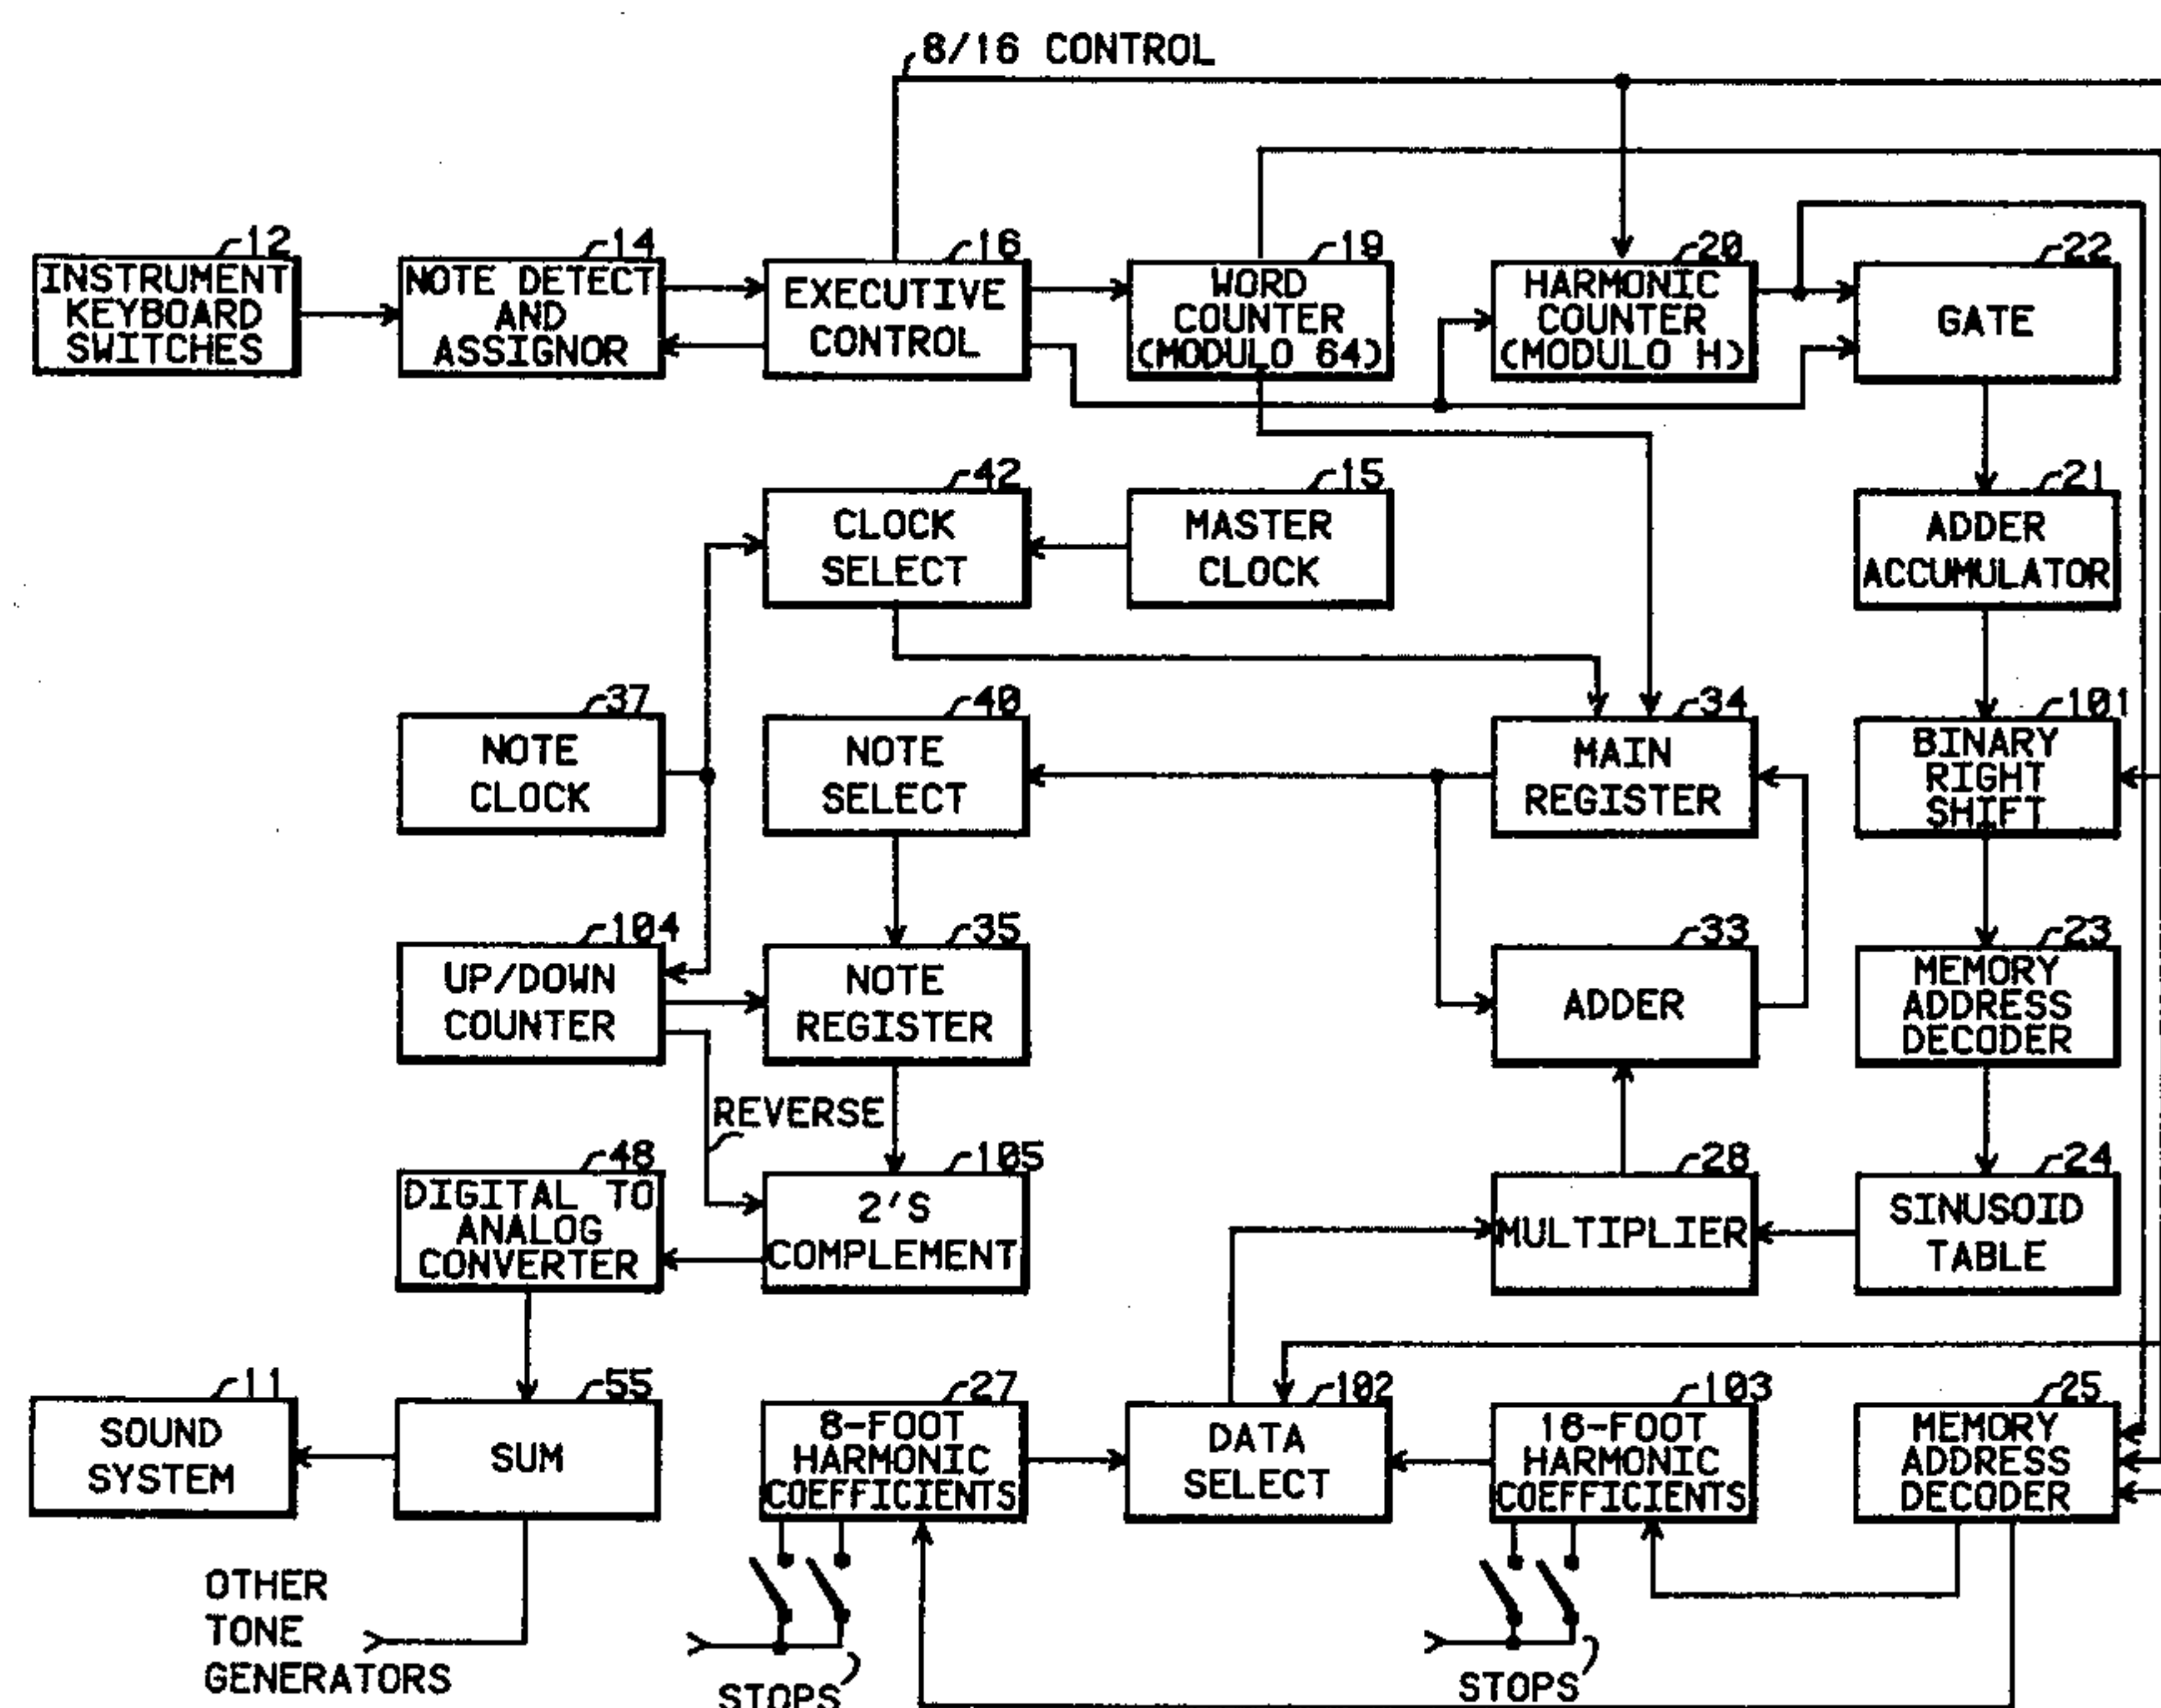 8/16 CONTROL
12
INSTRUMENT
KEYBOARD
SWITCHES
14
NOTE DETECT
AND
ASSIGNOR
16
EXECUTIVE
CONTROL
19
WORD
COUNTER
(MODULO 64)
20
HARMONIC
COUNTER
(MODULO H)
22
GATE
42
CLOCK
SELECT
15
MASTER
CLOCK
21
ADDER
ACCUMULATOR
37
NOTE
CLOCK
40
NOTE
SELECT
34
MAIN
REGISTER
101
BINARY
RIGHT
SHIFT
104
UP/DOWN
COUNTER
35
NOTE
REGISTER
33
ADDER
23
MEMORY
ADDRESS
DECODER
REVERSE
48
DIGITAL TO
ANALOG
CONVERTER
105
2'S
COMPLEMENT
28
MULTIPLIER
24
SINUSOID
TABLE
11
SOUND
SYSTEM
55
SUM
27
8-FOOT
HARMONIC
COEFFICIENTS
102
DATA
SELECT
103
16-FOOT
HARMONIC
COEFFICIENTS
25
MEMORY
ADDRESS
DECODER
OTHER
TONE
GENERATORS
STOPS
STOPS